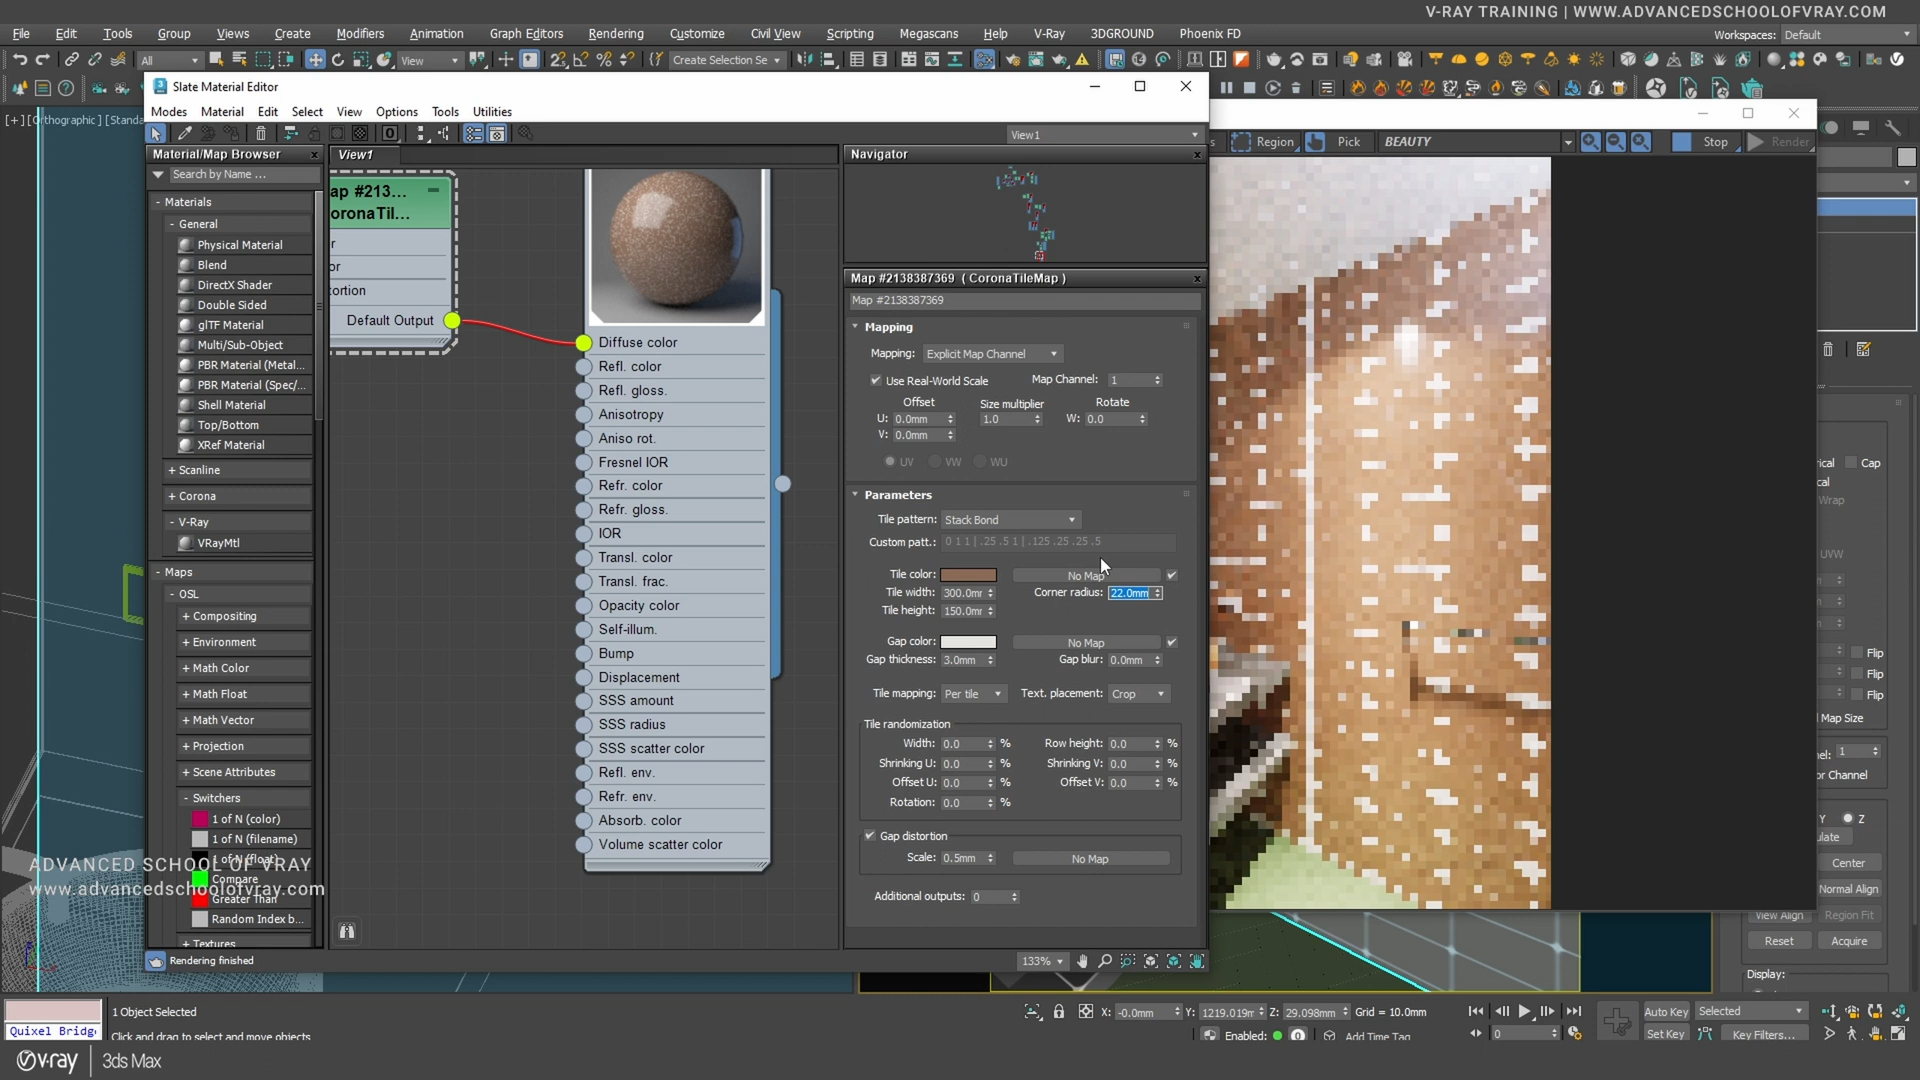 V-RAY TRAINING | WWW.ADVANCEDSCHOOLOFVRAY.COM
File Edit Tools Group Views Create Modifiers Animation Graph Editors Rendering Customize Civil View Scripting Megascans Help V-Ray 3DGROUND Phoenix FD
Workspaces: Default
All View Create Selection Se
Slate Material Editor
Modes Material Edit Select View Options Tools Utilities
View1
[+] [Orthographic ] [Standa
Material/Map Browser
View1
Navigator
Region Pick BEAUTY Stop Render
Search by Name ...
- Materials
- General
Physical Material
Blend
DirectX Shader
Double Sided
glTF Material
Multi/Sub-Object
PBR Material (Metal...
PBR Material (Spec/...
Shell Material
Top/Bottom
XRef Material
+ Scanline
+ Corona
- V-Ray
VRayMtl
- Maps
- OSL
+ Compositing
+ Environment
+ Math Color
+ Math Float
+ Math Vector
+ Projection
+ Scene Attributes
- Switchers
1 of N (color)
1 of N (filename)
1 of N (float)
Compare
Greater Than
Random Index b...
+ Textures
ap #213...
oronaTil...
r
or
tortion
Default Output
Diffuse color
Refl. color
Refl. gloss.
Anisotropy
Aniso rot.
Fresnel IOR
Refr. color
Refr. gloss.
IOR
Transl. color
Transl. frac.
Opacity color
Self-illum.
Bump
Displacement
SSS amount
SSS radius
SSS scatter color
Refl. env.
Refr. env.
Absorb. color
Volume scatter color
Map #2138387369 ( CoronaTileMap )
Map #2138387369
Mapping
Mapping: Explicit Map Channel
Use Real-World Scale Map Channel: 1
Offset Size multiplier Rotate
U: 0.0mm 1.0 W: 0.0
V: 0.0mm
UV VW WU
Parameters
Tile pattern: Stack Bond
Custom patt.: 0 1 1 | .25 .5 1 | .125 .25 .25 .5
Tile color: No Map
Tile width: 300.0mr Corner radius: 22.0mm
Tile height: 150.0mr
Gap color: No Map
Gap thickness: 3.0mm Gap blur: 0.0mm
Tile mapping: Per tile Text. placement: Crop
Tile randomization
Width: 0.0 % Row height: 0.0 %
Shrinking U: 0.0 % Shrinking V: 0.0 %
Offset U: 0.0 % Offset V: 0.0 %
Rotation: 0.0 %
Gap distortion
Scale: 0.5mm No Map
Additional outputs: 0
rical Cap
cal
Wrap
UVW
Flip
Flip
Flip
Map Size
nel: 1
or Channel
Y Z
ulate
Center
Normal Align
View Align Region Fit
Reset Acquire
Display:
ADVANCED SCHOOL OF VRAY
www.advancedschoolofvray.com
Rendering finished
133%
1 Object Selected
X: -0.0mm Y: 1219.019m Z: 29.098mm Grid = 10.0mm
Auto Key Selected
Quixel Bridge
Click and drag to select and move objects
Enabled: 0 Add Time Tag
0
Set Key Key Filters...
v-ray | 3ds Max